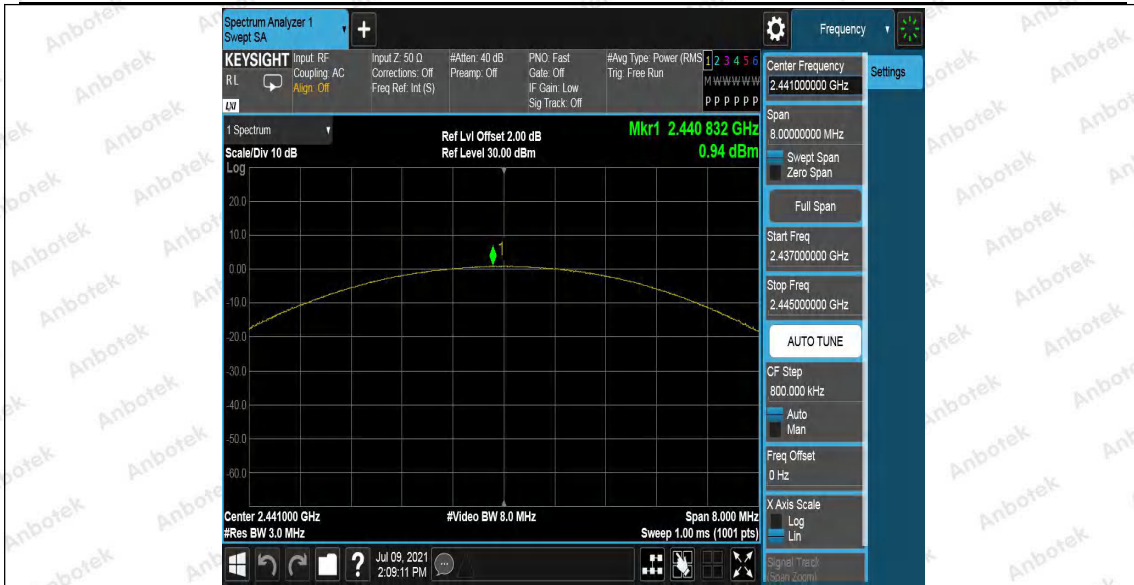 Spectrum Analyzer 1
Swept SA
+
Frequency
KEYSIGHT
RL
LXI
Input: RF
Coupling: AC
Align: Off
Input Z: 50 Ω
Corrections: Off
Freq Ref: Int (S)
#Atten: 40 dB
Preamp: Off
PNO: Fast
Gate: Off
IF Gain: Low
Sig Track: Off
#Avg Type: Power (RMS
Trig: Free Run
1 2 3 4 5 6
M W W W W W
P P P P P P
1 Spectrum
Scale/Div 10 dB
Log
Ref Lvl Offset 2.00 dB
Ref Level 30.00 dBm
Mkr1 2.440 832 GHz
0.94 dBm
20.0
10.0
1
0.00
-10.0
-20.0
-30.0
-40.0
-50.0
-60.0
Center 2.441000 GHz
#Res BW 3.0 MHz
#Video BW 8.0 MHz
Span 8.000 MHz
Sweep 1.00 ms (1001 pts)
?
Jul 09, 2021
2:09:11 PM
Center Frequency
2.441000000 GHz
Span
8.00000000 MHz
Swept Span
Zero Span
Full Span
Start Freq
2.437000000 GHz
Stop Freq
2.445000000 GHz
AUTO TUNE
CF Step
800.000 kHz
Auto
Man
Freq Offset
0 Hz
X Axis Scale
Log
Lin
Signal Track
(Span Zoom)
Settings
Anbotek